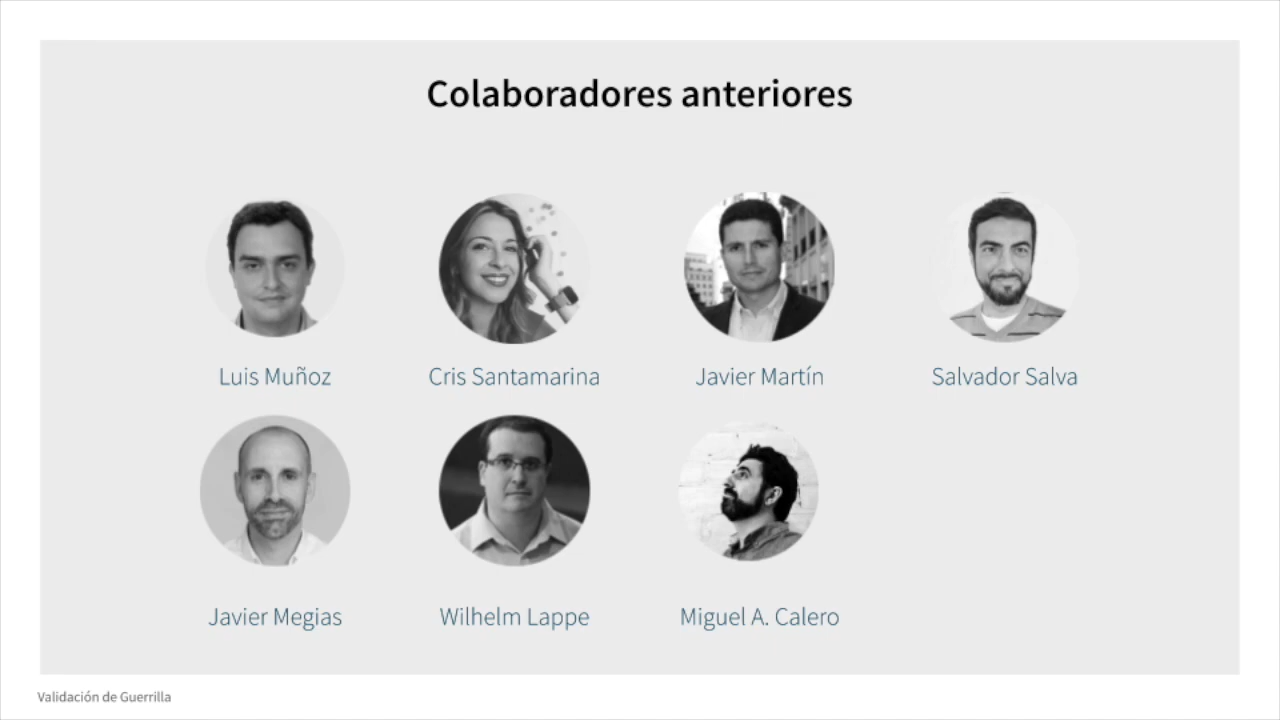 Colaboradores anteriores
Luis Muñoz
Cris Santamarina
Javier Martín
Salvador Salva
Javier Megias
Wilhelm Lappe
Miguel A. Calero
Validación de Guerrilla